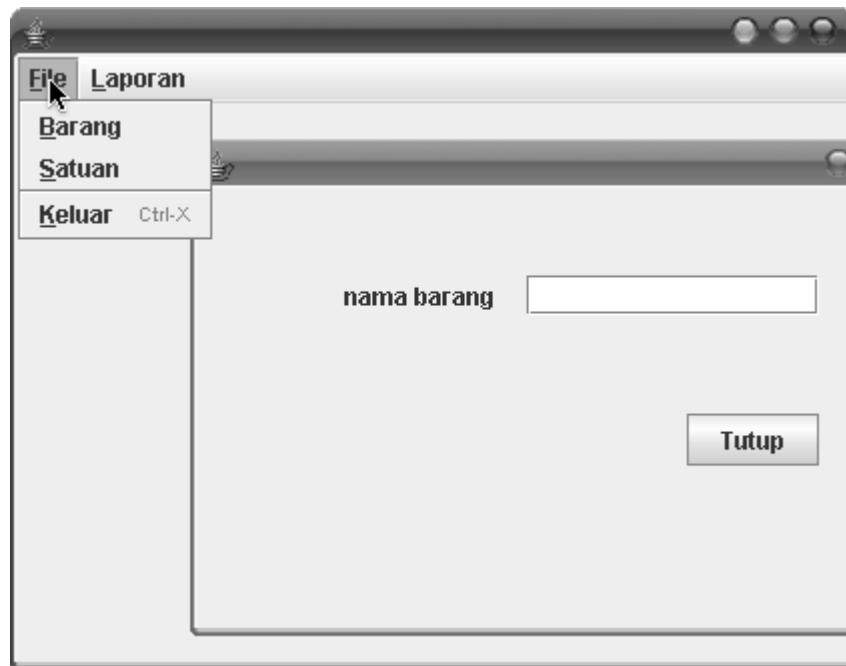 File Laporan
Barang
Satuan
Keluar Ctrl-X
nama barang
Tutup